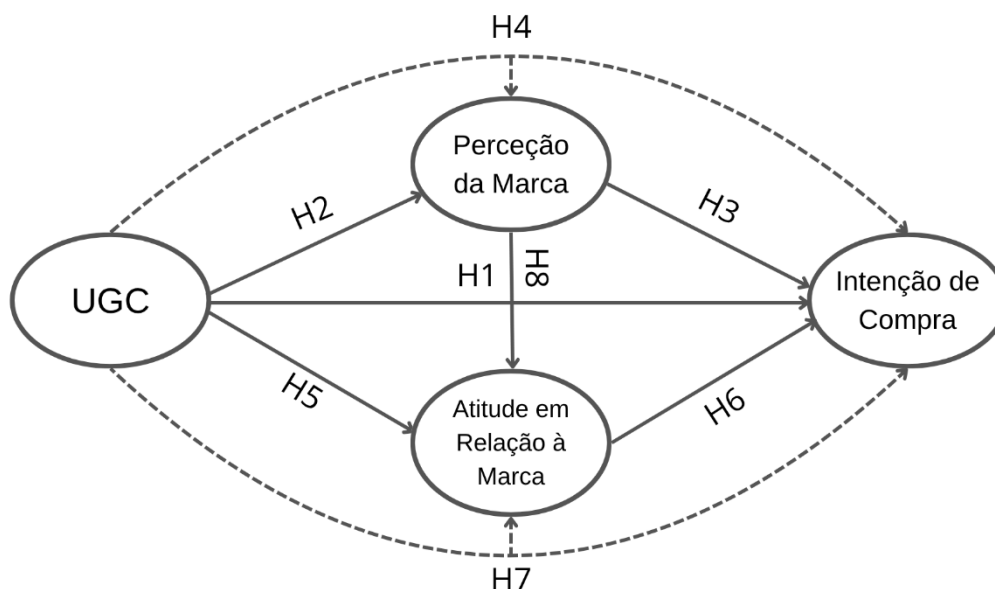 H4
Perceção
da Marca
H2
H3
UGC
H1
H8
Intenção de
Compra
H5
Atitude em
Relação à
Marca
H6
H7